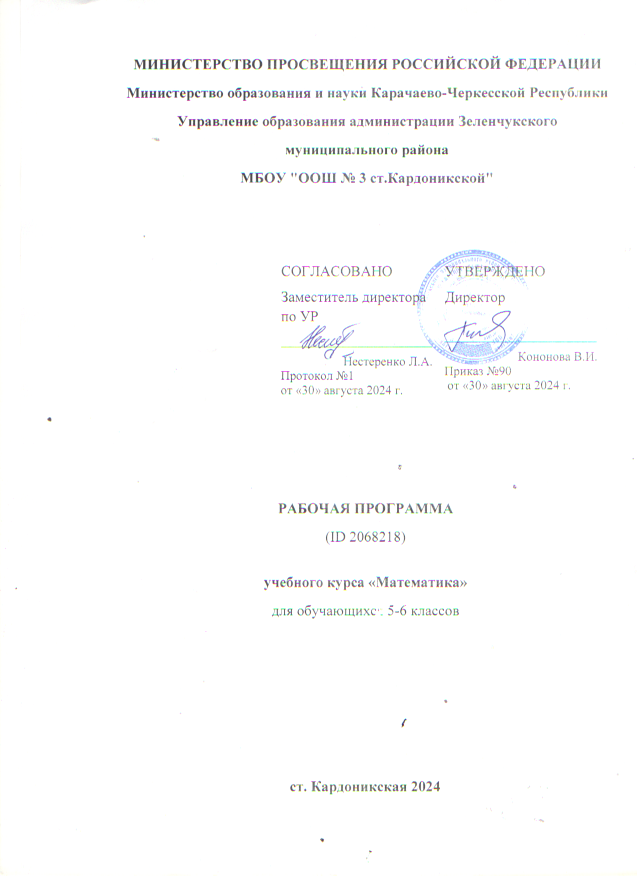 МИНИСТЕРСТВО ПРОСВЕЩЕНИЯ РОССИЙСКОЙ ФЕДЕРАЦИИ
Министерство образования и науки Карачаево-Черкесской Республики
Управление образования администрации Зеленчукского
муниципального района
МБОУ "ООШ № 3 ст.Кардоникской"
СОГЛАСОВАНО
Заместитель директора
по УР
Нестеренко Л.А.
Протокол №1
от «30» августа 2024 г.
УТВЕРЖДЕНО
Директор
Кононова В.И.
Приказ №90
от «30» августа 2024 г.
РАБОЧАЯ ПРОГРАММА
(ID 2068218)
учебного курса «Математика»
для обучающихс. 5-6 классов
ст. Кардоникская 2024